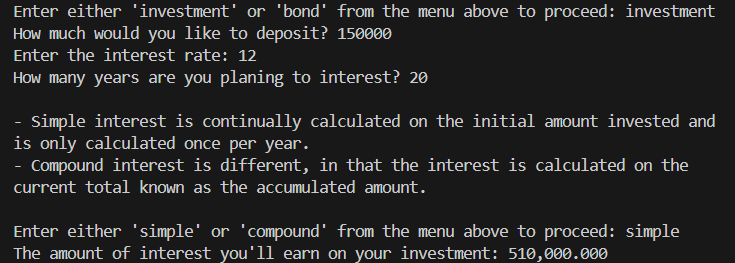 Enter either 'investment' or 'bond' from the menu above to proceed: investment
How much would you like to deposit? 150000
Enter the interest rate: 12
How many years are you planing to interest? 20
- Simple interest is continually calculated on the initial amount invested and
is only calculated once per year.
- Compound interest is different, in that the interest is calculated on the
current total known as the accumulated amount.
Enter either 'simple' or 'compound' from the menu above to proceed: simple
The amount of interest you'll earn on your investment: 510,000.000